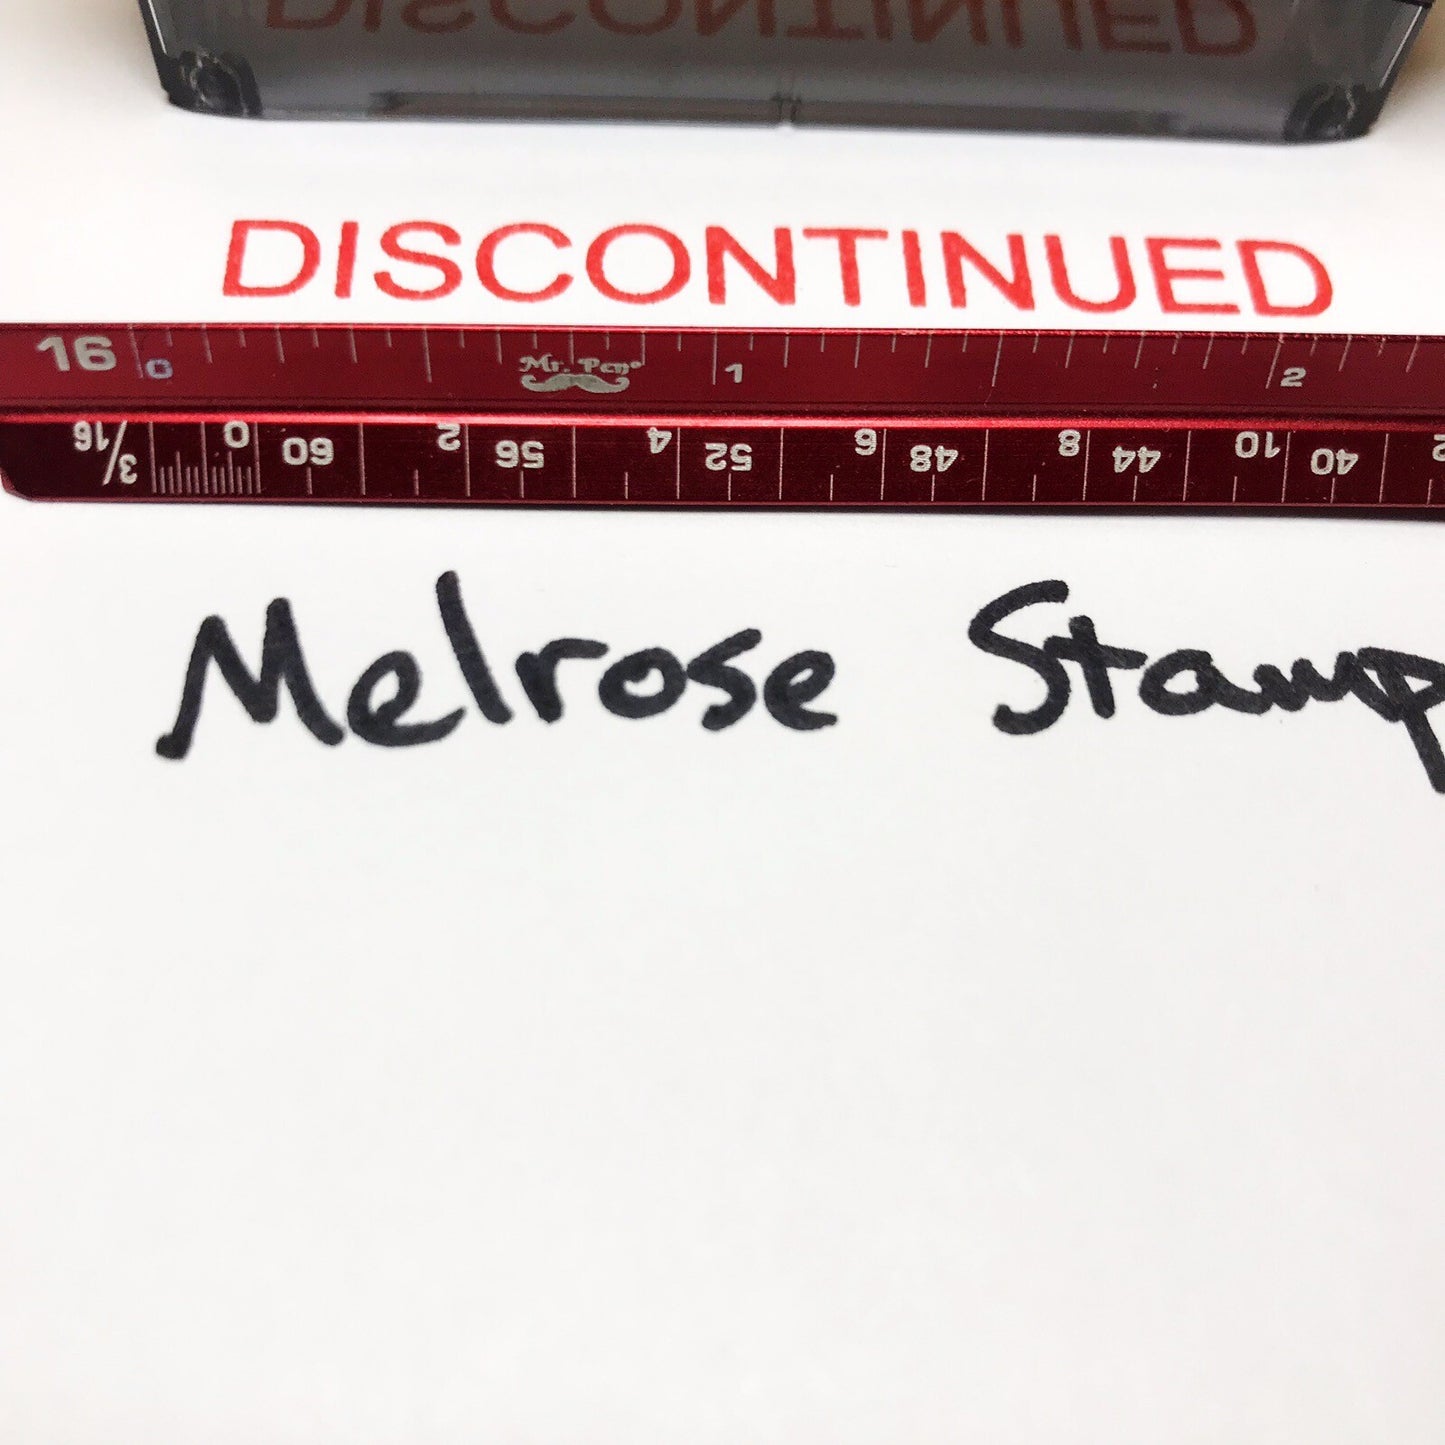 DISCONTINUED
DISCONTINUED
16 0 Mr. Pen 1 2
3/16 0 60 2 56 4 52 6 48 8 44 10 40
Melrose Stamp